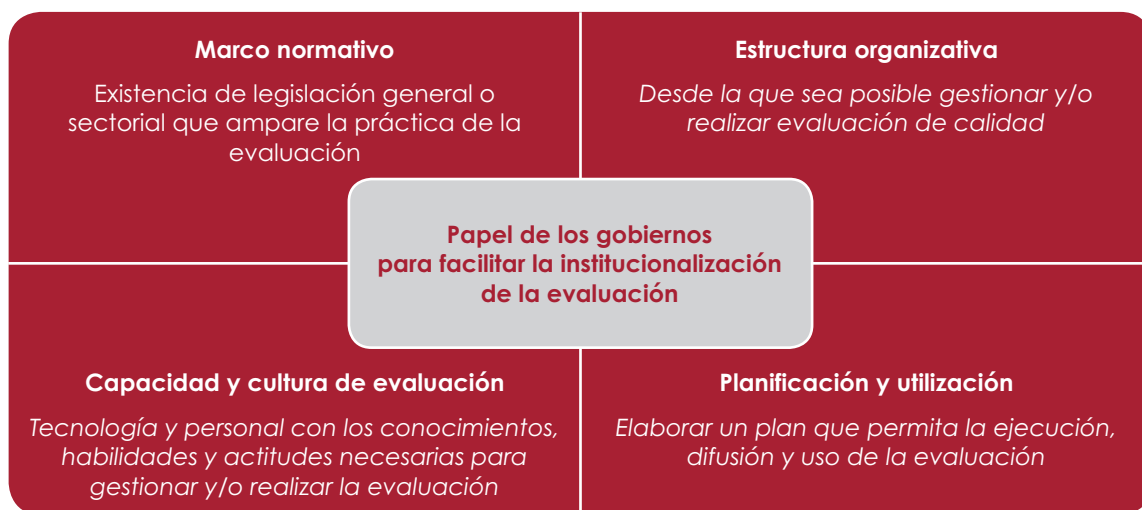 Marco normativo
Existencia de legislación general o
sectorial que ampare la práctica de la
evaluación
Estructura organizativa
Desde la que sea posible gestionar y/o
realizar evaluación de calidad
Papel de los gobiernos
para facilitar la institucionalización
de la evaluación
Capacidad y cultura de evaluación
Tecnología y personal con los conocimientos,
habilidades y actitudes necesarias para
gestionar y/o realizar la evaluación
Planificación y utilización
Elaborar un plan que permita la ejecución,
difusión y uso de la evaluación